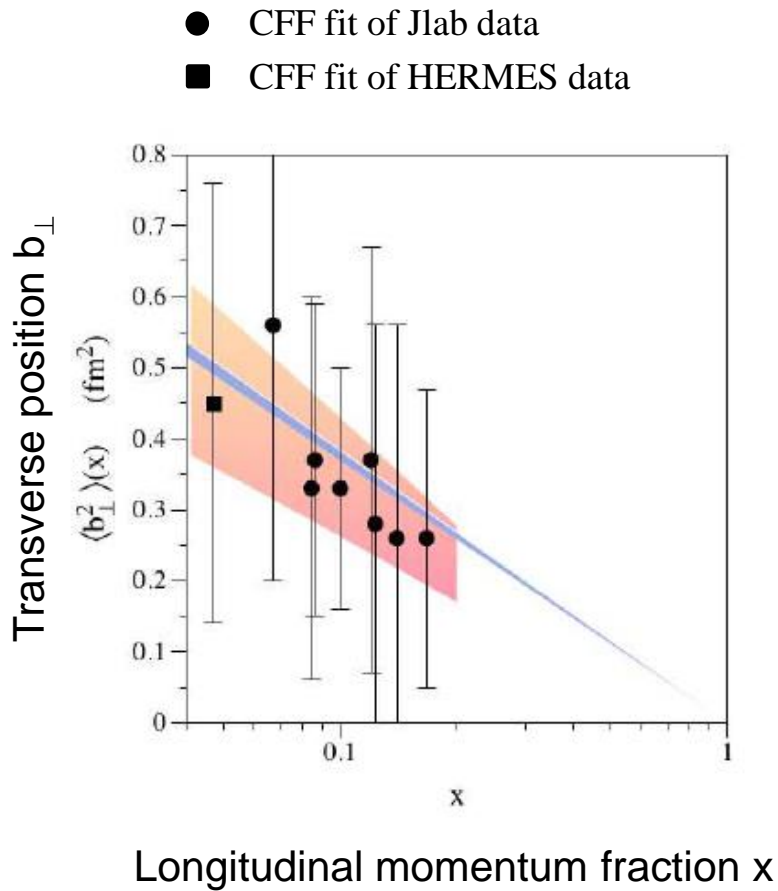 CFF fit of Jlab data
CFF fit of HERMES data
Transverse position b⊥
⟨b⊥²⟩(x) (fm²)
0.8
0.7
0.6
0.5
0.4
0.3
0.2
0.1
0
0.1
1
x
Longitudinal momentum fraction x